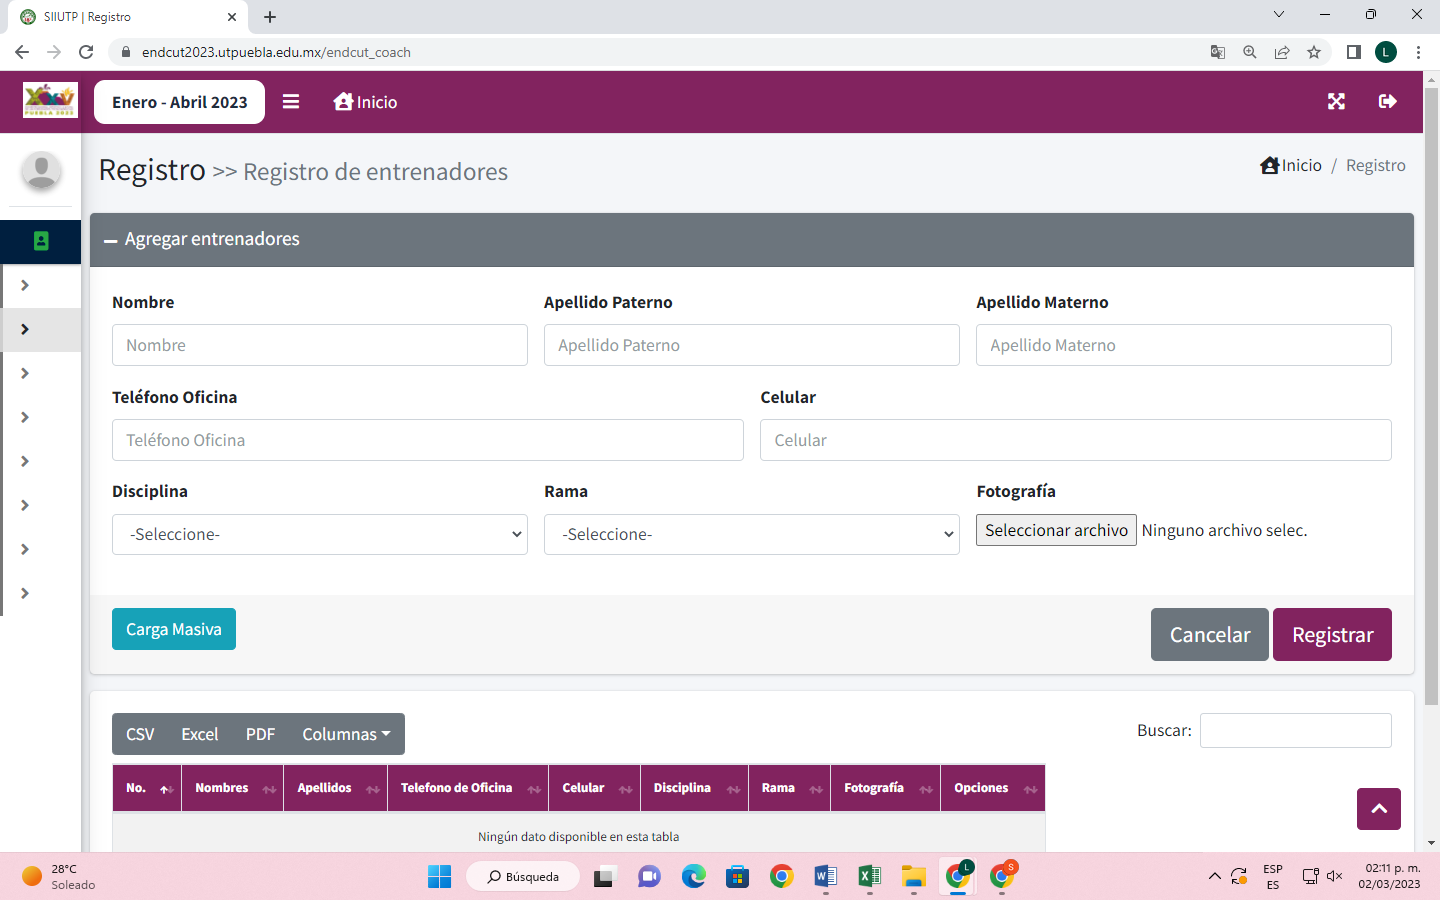 SIIUTP | Registro
endcut2023.utpuebla.edu.mx/endcut_coach
L
PUEBLA 2023
Enero - Abril 2023
Inicio
Registro >> Registro de entrenadores
Inicio / Registro
Agregar entrenadores
Nombre Apellido Paterno Apellido Materno
Nombre Apellido Paterno Apellido Materno
Teléfono Oficina Celular
Teléfono Oficina Celular
Disciplina Rama Fotografía
-Seleccione- -Seleccione- Seleccionar archivo Ninguno archivo selec.
Carga Masiva Cancelar Registrar
CSV Excel PDF Columnas Buscar:
No. Nombres Apellidos Telefono de Oficina Celular Disciplina Rama Fotografía Opciones
Ningún dato disponible en esta tabla
28°C
Soleado
Búsqueda
L
S
ESP
ES
02:11 p. m.
02/03/2023